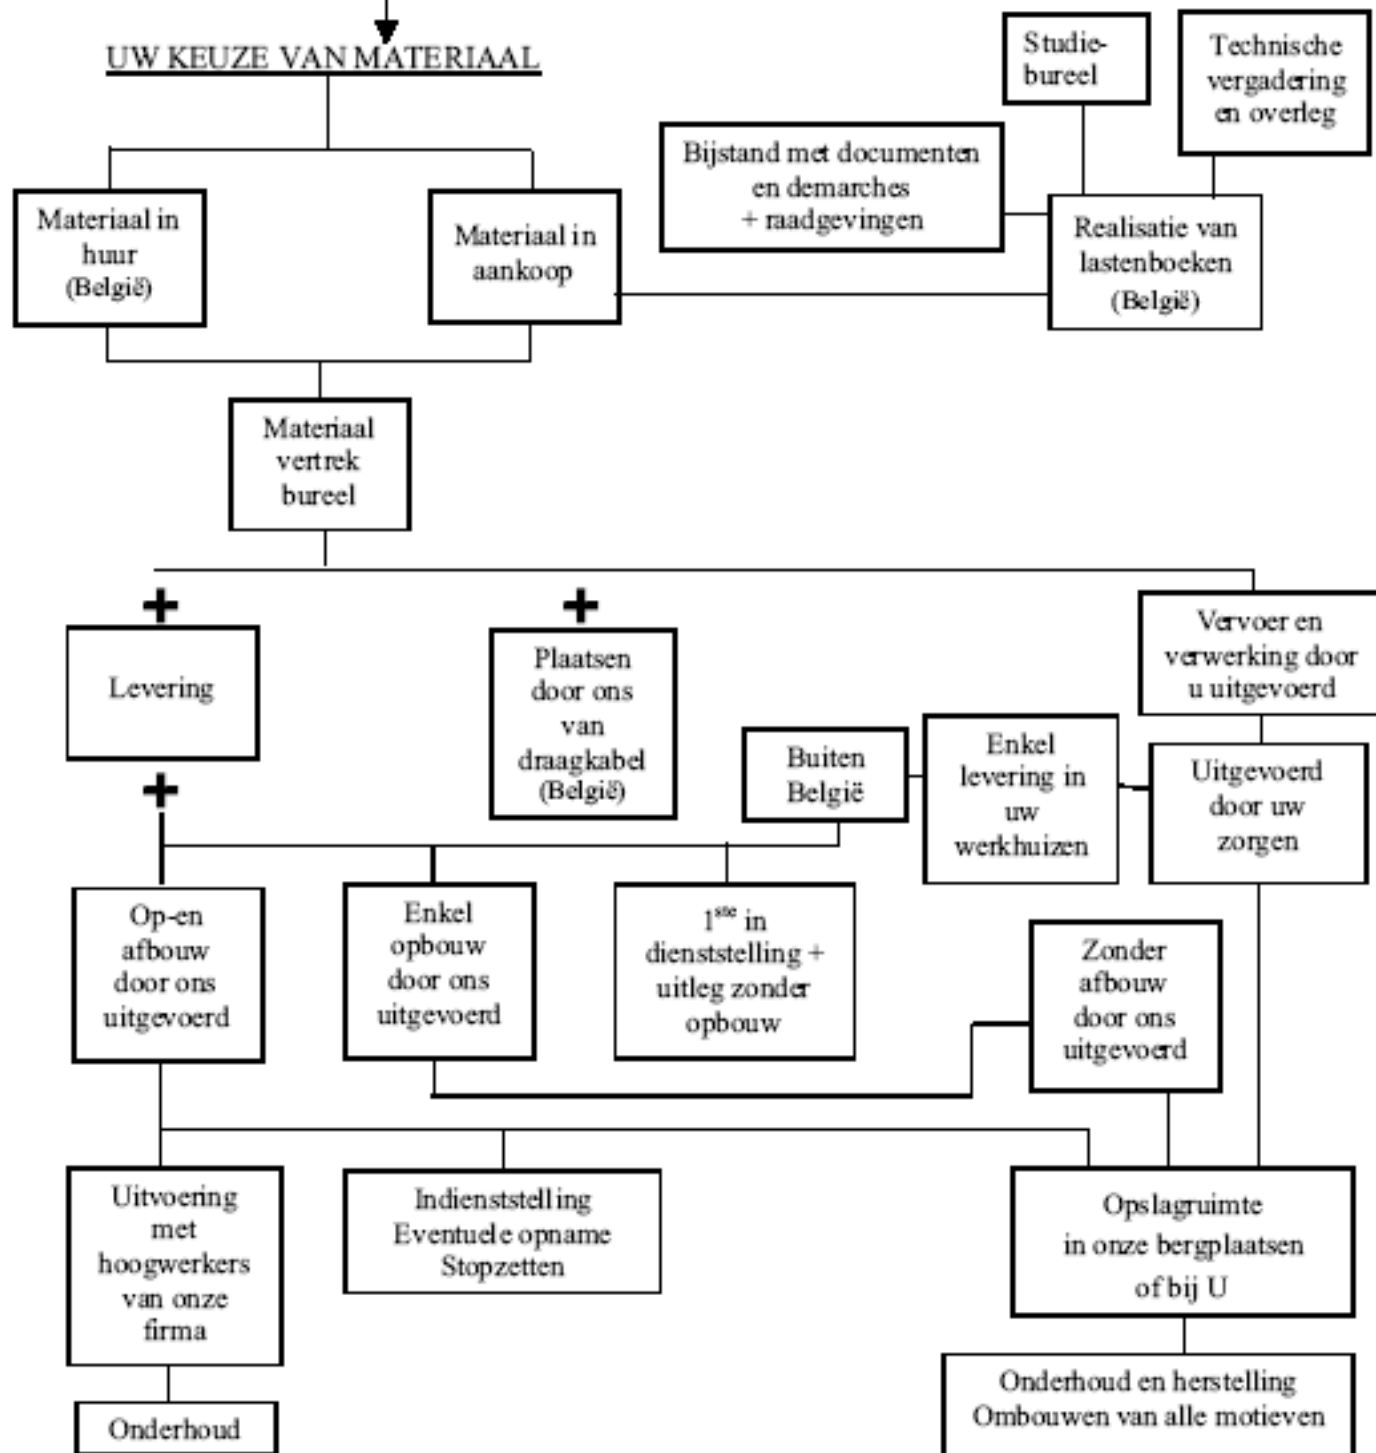 UW KEUZE VAN MATERIAAL
Studie-
bureel
Technische
vergadering
en overleg
Bijstand met documenten
en demarches
+ raadgevingen
Materiaal in
huur
(België)
Materiaal in
aankoop
Realisatie van
lastenboeken
(België)
Materiaal
vertrek
bureel
+
+
Levering
Plaatsen
door ons
van
draagkabel
(België)
Vervoer en
verwerking door
u uitgevoerd
Buiten
België
Enkel
levering in
uw
werkhuizen
Uitgevoerd
door uw
zorgen
+
Op-en
afbouw
door ons
uitgevoerd
Enkel
opbouw
door ons
uitgevoerd
1ste in
dienststelling +
uitleg zonder
opbouw
Zonder
afbouw
door ons
uitgevoerd
Uitvoering
met
hoogwerkers
van onze
firma
Indienststelling
Eventuele opname
Stopzetten
Opslagruimte
in onze bergplaatsen
of bij U
Onderhoud
Onderhoud en herstelling
Ombouwen van alle motieven